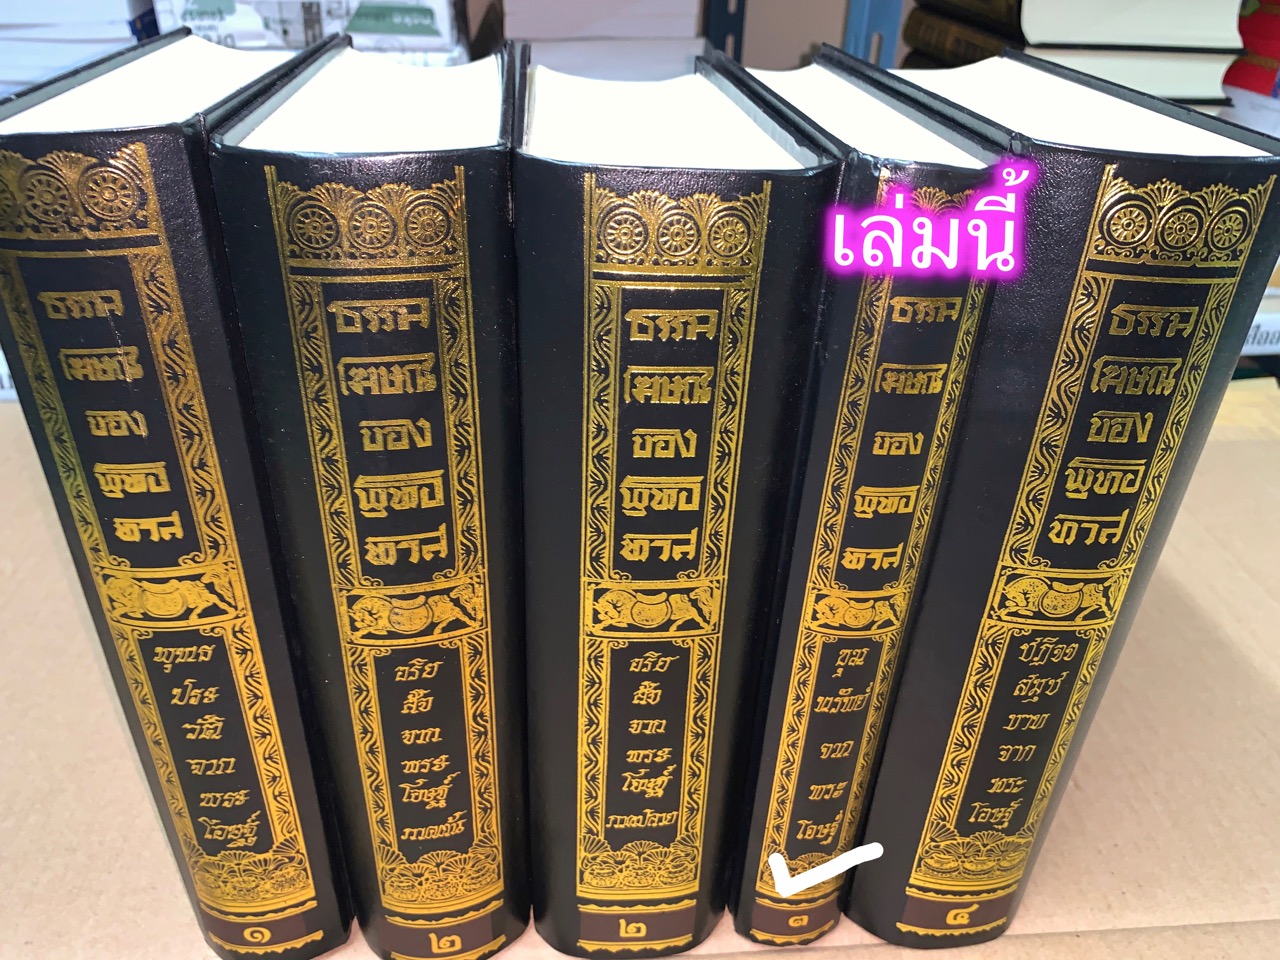 เล่มนี้
ธรรม
โฆษณ์
ของ
พุทธ
ทาส
พุทธ
ประ
วัติ
จาก
พระ
โอษฐ์
๑
ธรรม
โฆษณ์
ของ
พุทธ
ทาส
อริย
สัจ
จาก
พระ
โอษฐ์
ภาคต้น
๒
ธรรม
โฆษณ์
ของ
พุทธ
ทาส
อริย
สัจ
จาก
พระ
โอษฐ์
ภาคปลาย
๒
ธรรม
โฆษณ์
ของ
พุทธ
ทาส
ขุม
ทรัพย์
จาก
พระ
โอษฐ์
๓
ธรรม
โฆษณ์
ของ
พุทธ
ทาส
ปฏิจจ
สมุป
บาท
จาก
พระ
โอษฐ์
๔